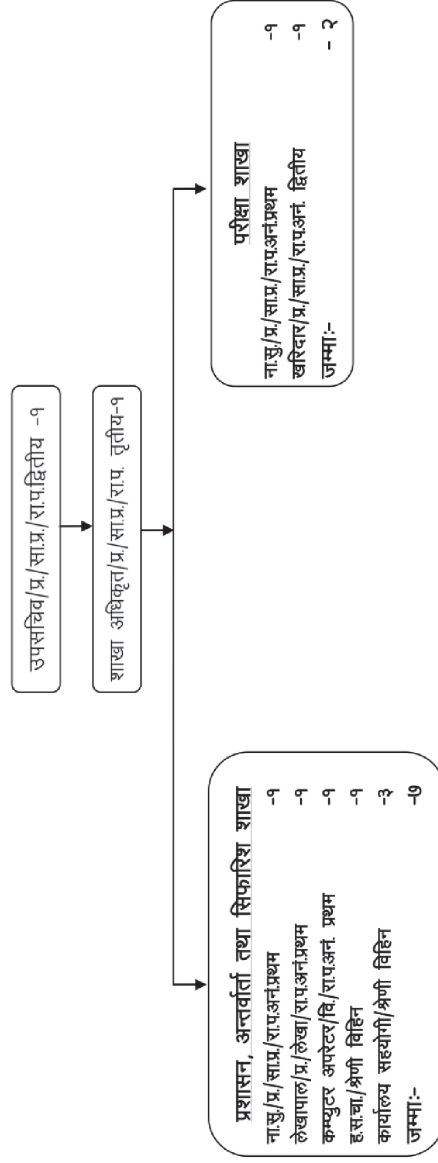 उपसचिव/प्र./सा.प्र./रा.प.द्वितीय -१
शाखा अधिकृत/प्र./सा.प्र./रा.प. तृतीय-१
प्रशासन, अन्तर्वार्ता तथा सिफारिश शाखा
ना.सु./प्र./सा.प्र./रा.प.अनं.प्रथम -१
लेखापाल/प्र./लेखा/रा.प.अनं.प्रथम -१
कम्प्युटर अपरेटर/वि./रा.प.अनं. प्रथम -१
ह.स.चा./श्रेणी विहिन -१
कार्यालय सहयोगी/श्रेणी विहिन -३
जम्माः- -७
परीक्षा शाखा
ना.सु./प्र./सा.प्र./रा.प.अनं.प्रथम -१
खरिदार/प्र./सा.प्र./रा.प.अनं. द्वितीय -१
जम्माः- - २